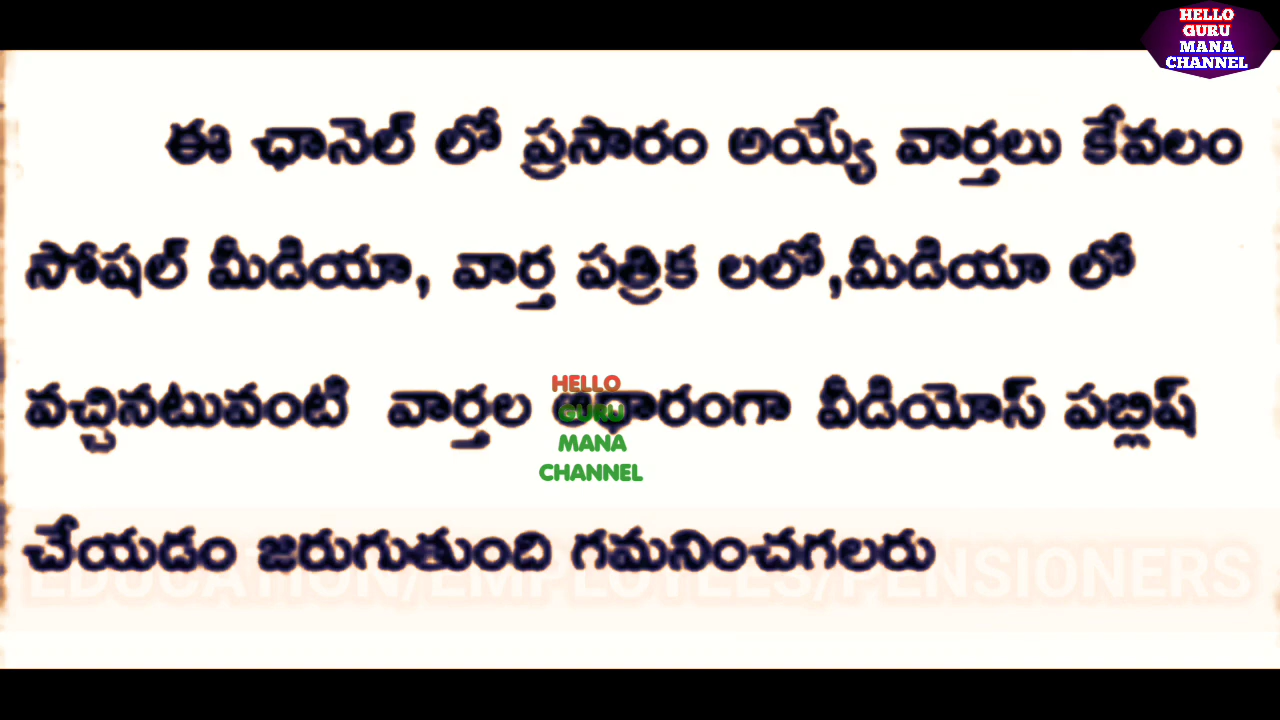 HELLO
GURU
MANA
CHANNEL
ఈ ఛానెల్ లో ప్రసారం అయ్యే వార్తలు కేవలం
సోషల్ మీడియా, వార్త పత్రిక లలో,మీడియా లో
వచ్చినటువంటి వార్తల ఆధారంగా వీడియోస్ పబ్లిష్
HELLO
GURU
MANA
CHANNEL
చేయడం జరుగుతుంది గమనించగలరు
EDUCATION/EMPLOYEES/PENSIONERS